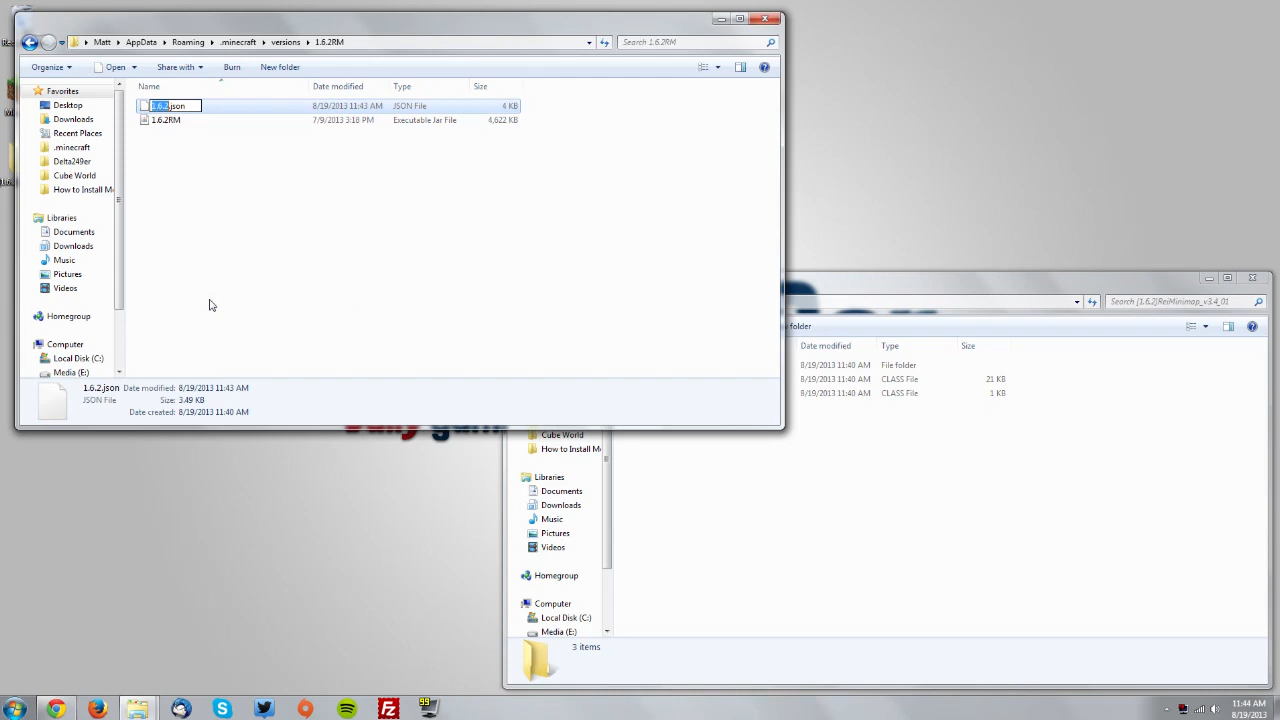 Matt ▸ AppData ▸ Roaming ▸ .minecraft ▸ versions ▸ 1.6.2RM
Search 1.6.2RM
Organize Open Share with Burn New folder
Name Date modified Type Size
1.6.2.json 8/19/2013 11:43 AM JSON File 4 KB
1.6.2RM 7/9/2013 3:18 PM Executable Jar File 4,622 KB
Favorites
Desktop
Downloads
Recent Places
.minecraft
Delta249er
Cube World
How to Install M
Libraries
Documents
Downloads
Music
Pictures
Videos
Homegroup
Computer
Local Disk (C:)
Media (E:)
1.6.2.json Date modified: 8/19/2013 11:43 AM
JSON File Size: 3.49 KB
Date created: 8/19/2013 11:40 AM
Search [1.6.2]ReiMinimap_v3.4_01
folder
Date modified Type Size
8/19/2013 11:40 AM File folder
8/19/2013 11:40 AM CLASS File 21 KB
8/19/2013 11:40 AM CLASS File 1 KB
Cube World
How to Install M
Libraries
Documents
Downloads
Music
Pictures
Videos
Homegroup
Computer
Local Disk (C:)
Media (E:)
3 items
99
11:44 AM
8/19/2013